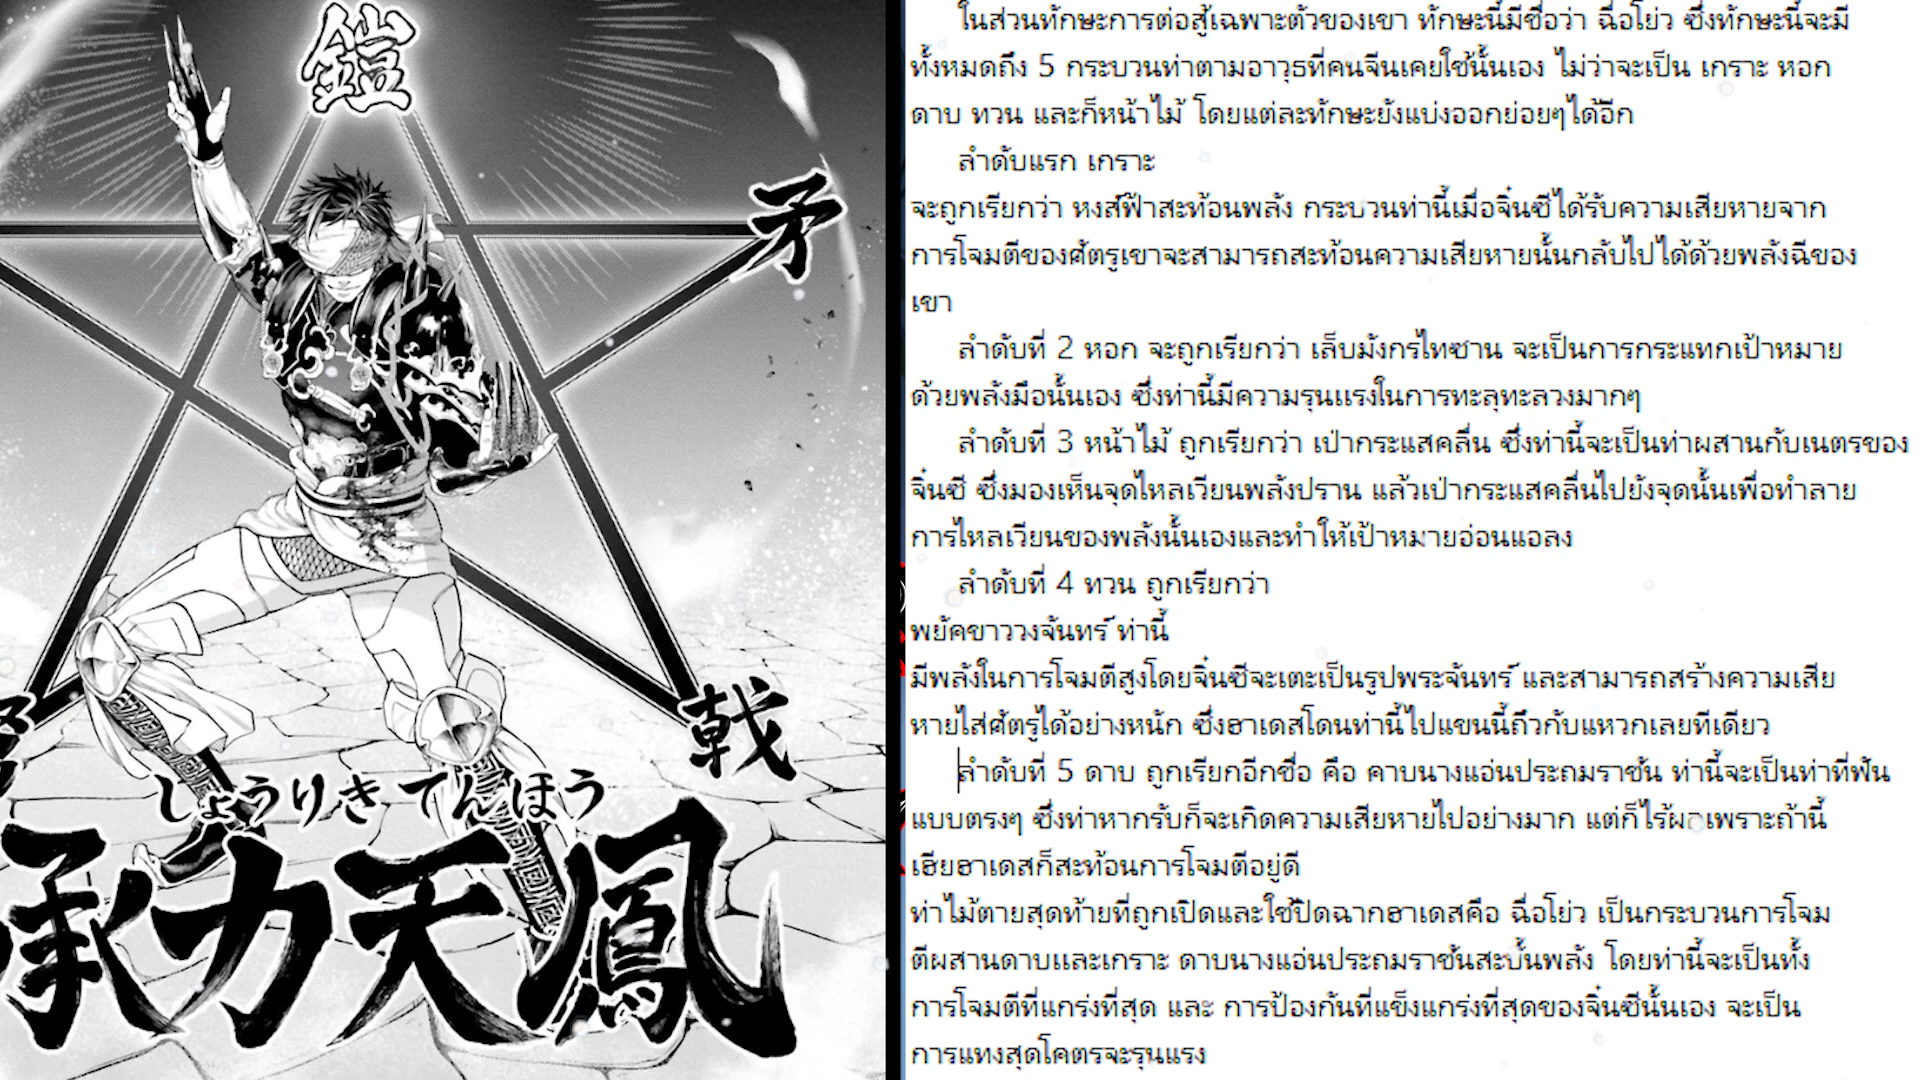 鎧
矛
戟
しょうりきてんほう
承力天鳳
ในส่วนทักษะการต่อสู้เฉพาะตัวของเขา ทักษะนี้มีชื่อว่า ฉื่อโย่ว ซึ่งทักษะนี้จะมี
ทั้งหมดถึง 5 กระบวนท่าตามอาวุธที่คนจีนเคยใช้นั้นเอง ไม่ว่าจะเป็น เกราะ หอก
ดาบ ทวน และก็หน้าไม้ โดยแต่ละทักษะยังแบ่งออกย่อยๆได้อีก
ลำดับแรก เกราะ
จะถูกเรียกว่า หงส์ฟ้าสะท้อนพลัง กระบวนท่านี้เมื่อจิ๋นซีได้รับความเสียหายจาก
การโจมตีของศัตรูเขาจะสามารถสะท้อนความเสียหายนั้นกลับไปได้ด้วยพลังฉีของ
เขา
ลำดับที่ 2 หอก จะถูกเรียกว่า เล็บมังกรไทซาน จะเป็นการกระแทกเป้าหมาย
ด้วยพลังมือนั้นเอง ซึ่งท่านี้มีความรุนแรงในการทะลุทะลวงมากๆ
ลำดับที่ 3 หน้าไม้ ถูกเรียกว่า เป่ากระแสคลื่น ซึ่งท่านี้จะเป็นท่าผสานกับเนตรของ
จิ๋นซี ซึ่งมองเห็นจุดไหลเวียนพลังปราน แล้วเป่ากระแสคลื่นไปยังจุดนั้นเพื่อทำลาย
การไหลเวียนของพลังนั้นเองและทำให้เป้าหมายอ่อนแอลง
ลำดับที่ 4 ทวน ถูกเรียกว่า
พยัคขาววงจันทร์ ท่านี้
มีพลังในการโจมตีสูงโดยจิ๋นซีจะเตะเป็นรูปพระจันทร์ และสามารถสร้างความเสีย
หายใส่ศัตรูได้อย่างหนัก ซึ่งฮาเดสโดนท่านี้ไปแขนนี้ถึวกับแหวกเลยทีเดียว
ลำดับที่ 5 ดาบ ถูกเรียกอีกชื่อ คือ คาบนางแอ่นประถมราชัน ท่านี้จะเป็นท่าที่ฟัน
แบบตรงๆ ซึ่งท่าหากรับก็จะเกิดความเสียหายไปอย่างมาก แต่ก็ไร้ผลเพราะถ้านี้
เฮียฮาเดสก็สะท้อนการโจมตีอยู่ดี
ท่าไม้ตายสุดท้ายที่ถูกเปิดและใช้ปิดฉากฮาเดสคือ ฉื่อโย่ว เป็นกระบวนการโจม
ตีผสานดาบและเกราะ ดาบนางแอ่นประถมราชันสะบั้นพลัง โดยท่านี้จะเป็นทั้ง
การโจมตีที่แกร่งที่สุด และ การป้องกันที่แข็งแกร่งที่สุดของจิ๋นซีนั้นเอง จะเป็น
การแทงสุดโคตรจะรุนแรง